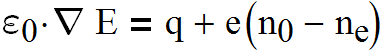 ε₀·∇ E = q + e(n₀ − nₑ)